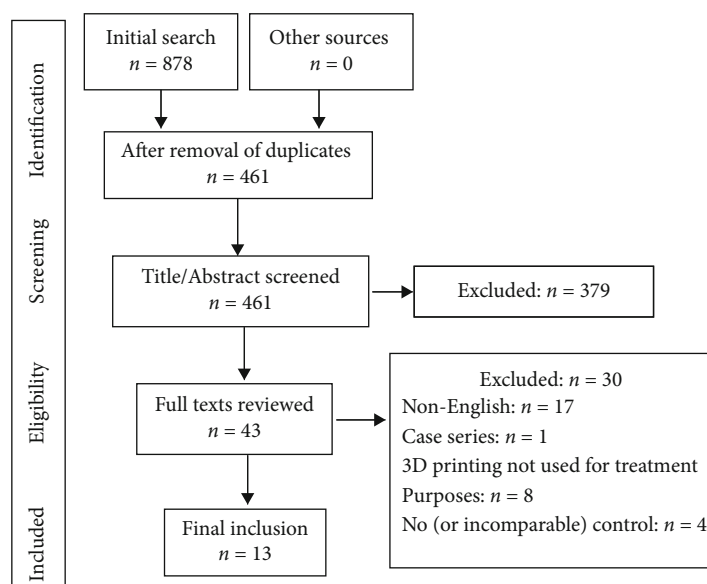 Identification
Initial search
n = 878
Other sources
n = 0
After removal of duplicates
n = 461
Screening
Title/Abstract screened
n = 461
Excluded: n = 379
Eligibility
Full texts reviewed
n = 43
Excluded: n = 30
Non-English: n = 17
Case series: n = 1
3D printing not used for treatment
Purposes: n = 8
No (or incomparable) control: n = 4
Included
Final inclusion
n = 13